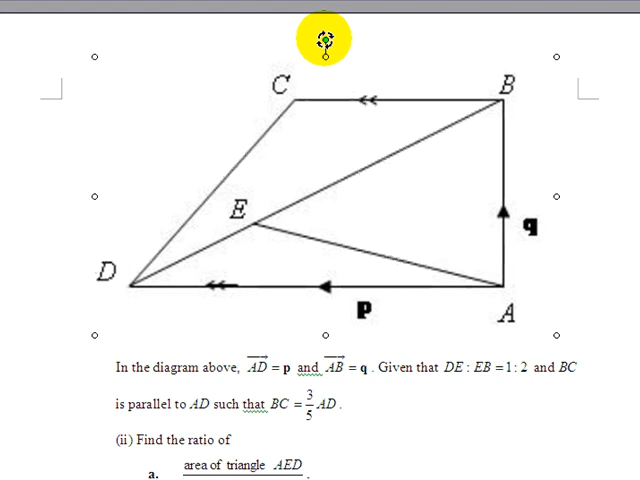 C
B
E
q
D
P
A
In the diagram above, AD = p and AB = q . Given that DE : EB = 1 : 2 and BC
is parallel to AD such that BC = 3/5 AD .
(ii) Find the ratio of
a. area of triangle AED .